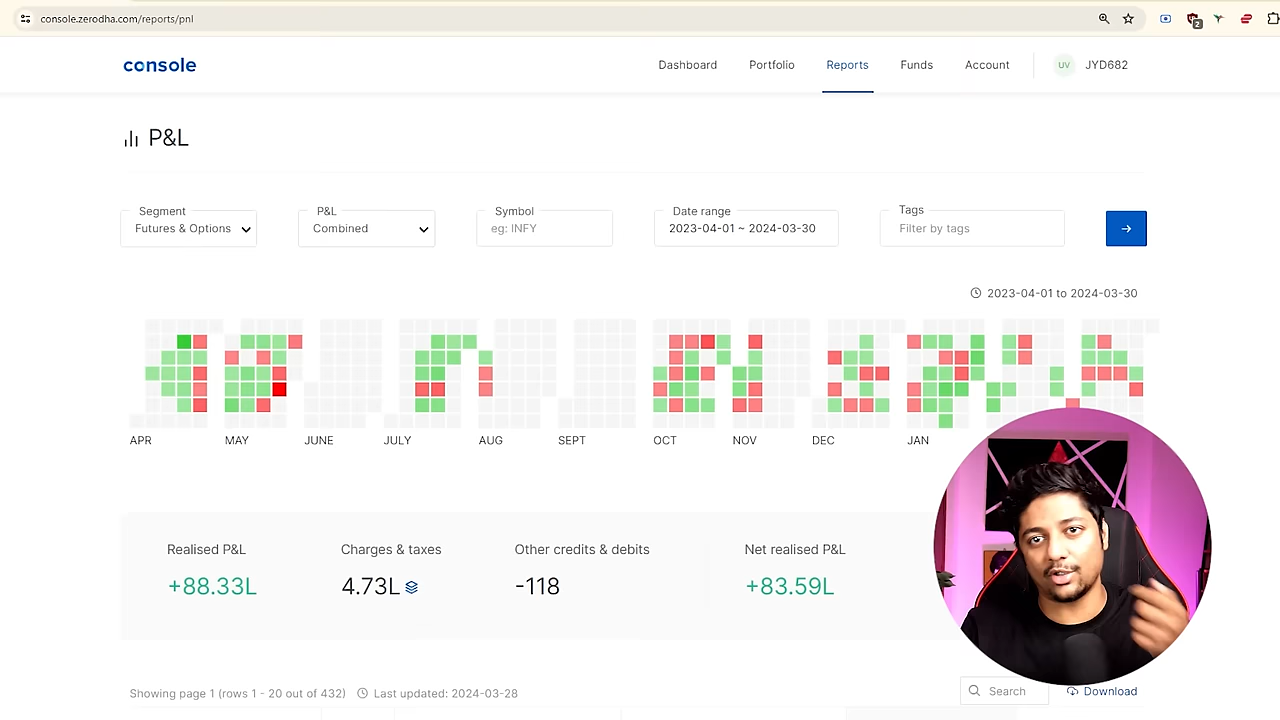 console.zerodha.com/reports/pnl
2
console
Dashboard
Portfolio
Reports
Funds
Account
UV
JYD682
P&L
Segment
Futures & Options
P&L
Combined
Symbol
eg: INFY
Date range
2023-04-01 ~ 2024-03-30
Tags
Filter by tags
2023-04-01 to 2024-03-30
APR MAY JUNE JULY AUG SEPT OCT NOV DEC JAN
Realised P&L
+88.33L
Charges & taxes
4.73L
Other credits & debits
-118
Net realised P&L
+83.59L
Showing page 1 (rows 1 - 20 out of 432)
Last updated: 2024-03-28
Search
Download